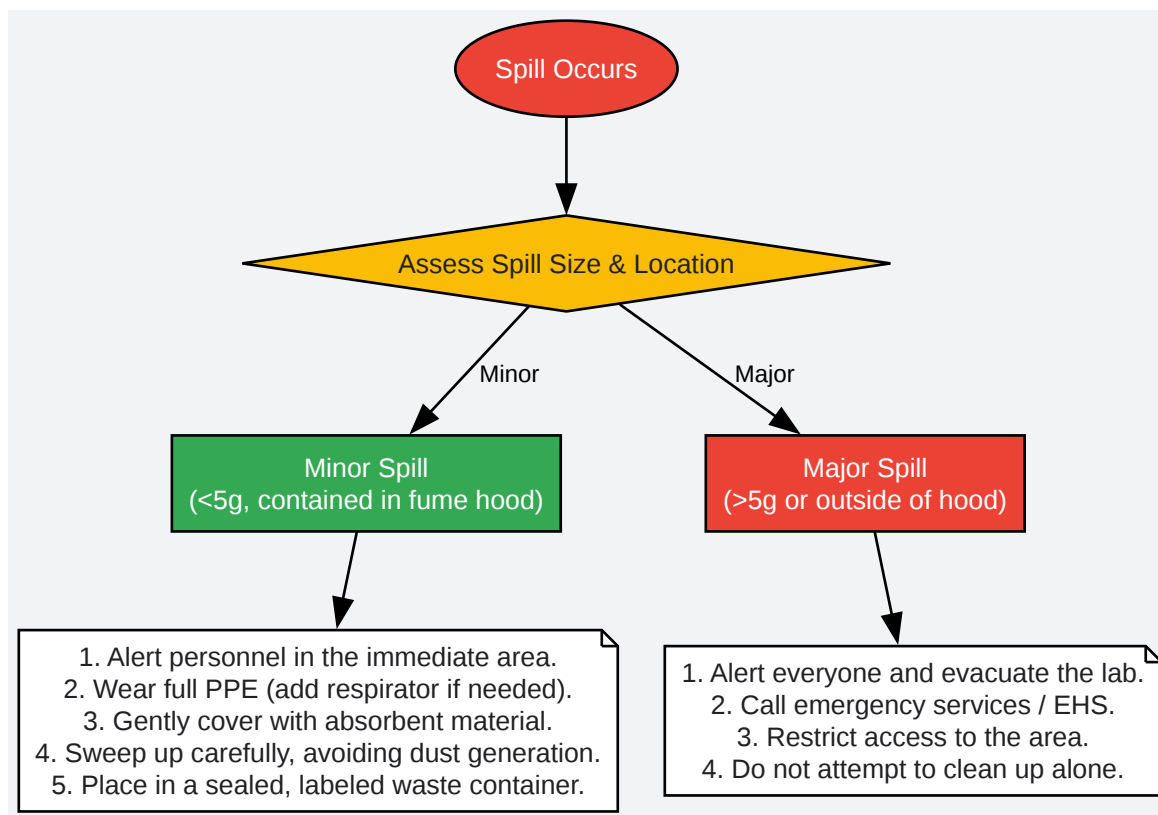 Spill Occurs
Assess Spill Size & Location
Minor
Major
Minor Spill
(<5g, contained in fume hood)
Major Spill
(>5g or outside of hood)
1. Alert personnel in the immediate area.
2. Wear full PPE (add respirator if needed).
3. Gently cover with absorbent material.
4. Sweep up carefully, avoiding dust generation.
5. Place in a sealed, labeled waste container.
1. Alert everyone and evacuate the lab.
2. Call emergency services / EHS.
3. Restrict access to the area.
4. Do not attempt to clean up alone.